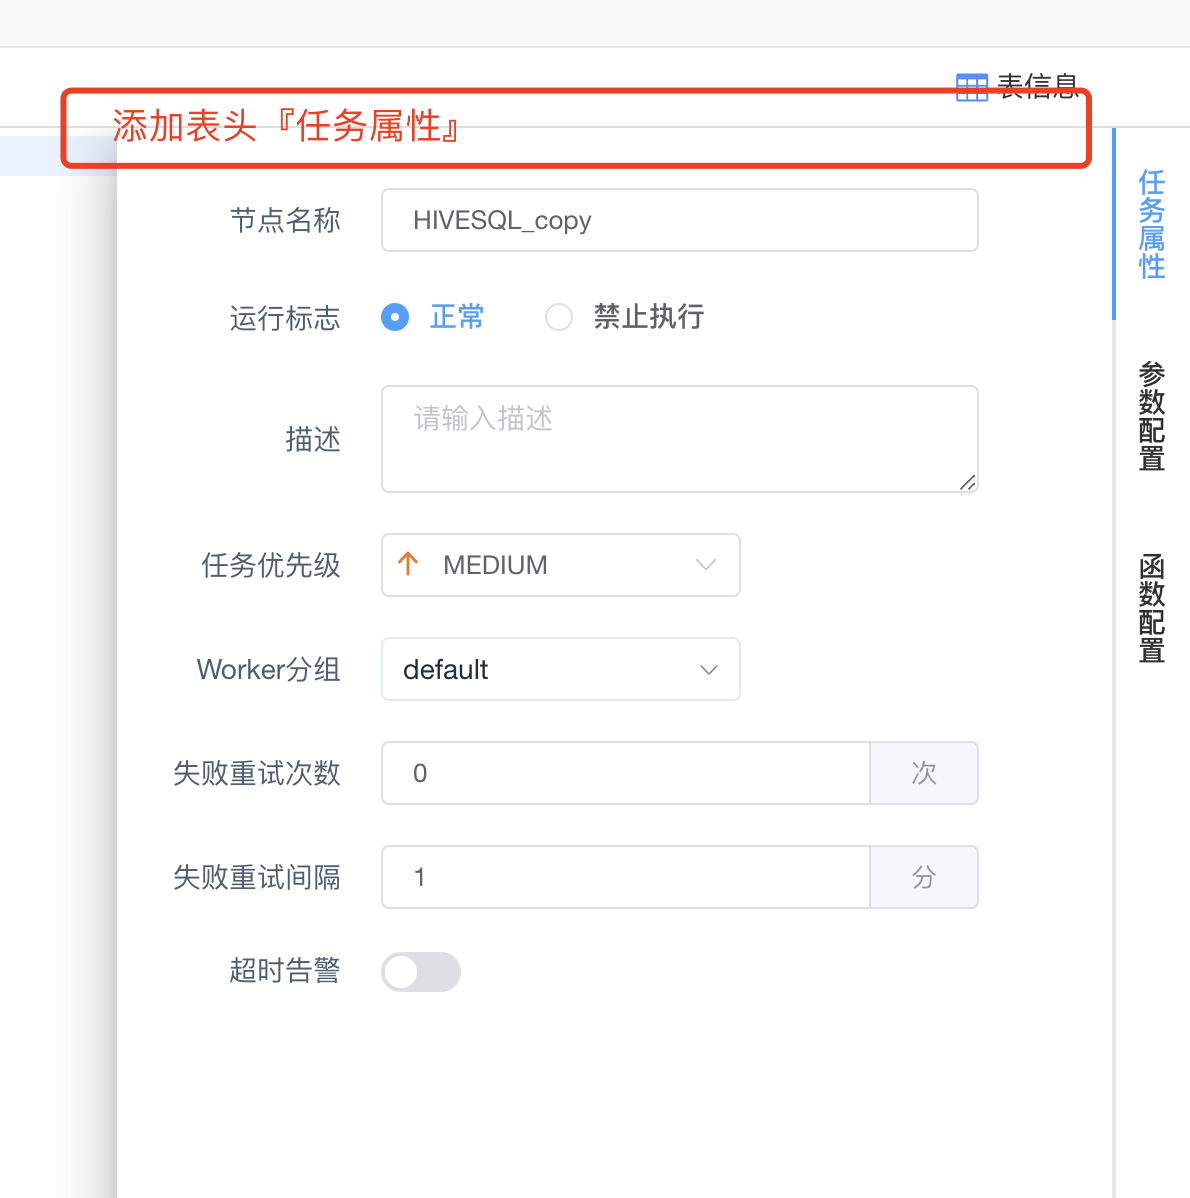 表信息
添加表头『任务属性』
节点名称 HIVESQL_copy
运行标志 正常 禁止执行
描述 请输入描述
任务优先级 MEDIUM
Worker分组 default
失败重试次数 0 次
失败重试间隔 1 分
超时告警
任务属性
参数配置
函数配置